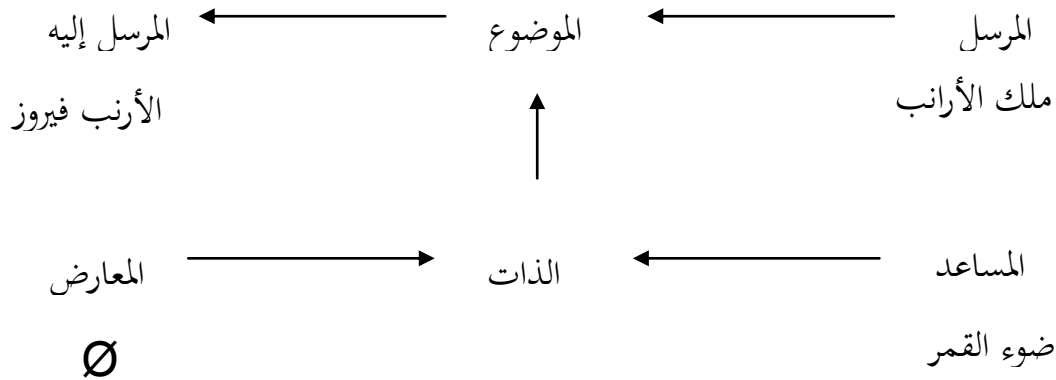 المرسل الموضوع المرسل إليه
ملك الأرانب الأرنب فيروز
المساعد الذات المعارض
ضوء القمر Ø